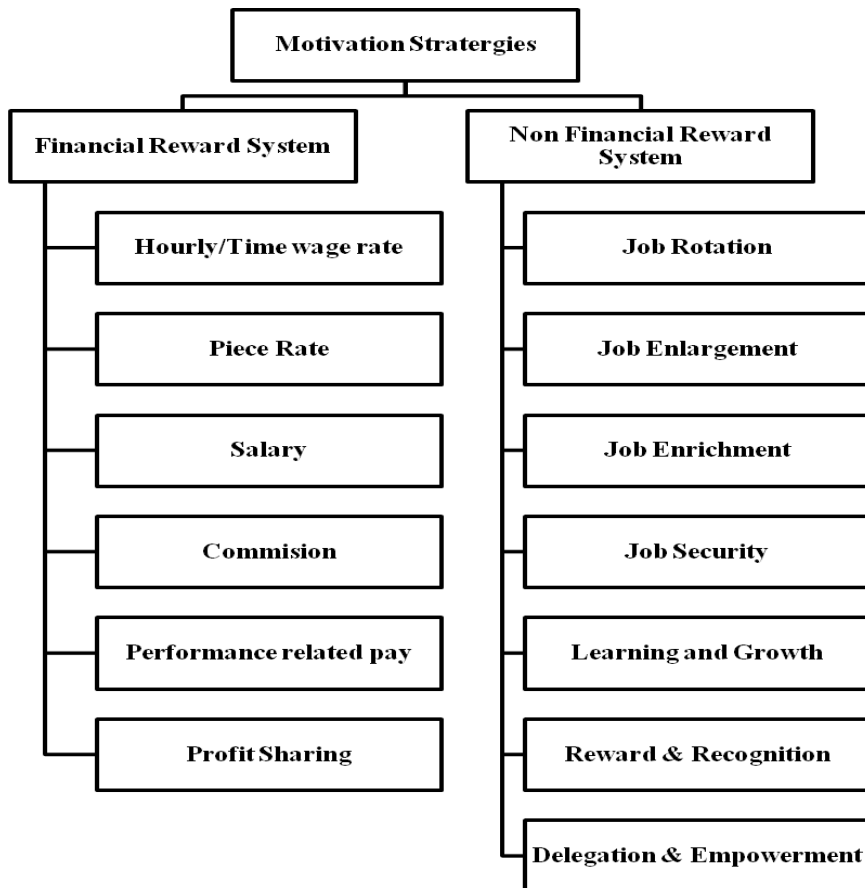 Motivation Stratergies
Financial Reward System
Hourly/Time wage rate
Piece Rate
Salary
Commision
Performance related pay
Profit Sharing
Non Financial Reward
System
Job Rotation
Job Enlargement
Job Enrichment
Job Security
Learning and Growth
Reward & Recognition
Delegation & Empowerment